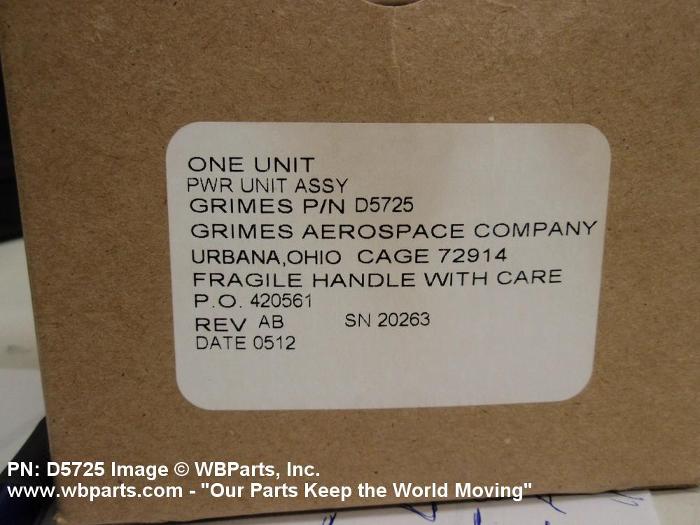 ONE UNIT
PWR UNIT ASSY
GRIMES P/N D5725
GRIMES AEROSPACE COMPANY
URBANA,OHIO CAGE 72914
FRAGILE HANDLE WITH CARE
P.O. 420561
REV AB SN 20263
DATE 0512
PN: D5725 Image © WBParts, Inc.
www.wbparts.com - "Our Parts Keep the World Moving"